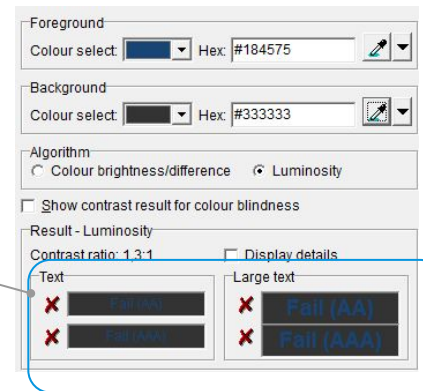 Foreground
Colour select: Hex: #184575
Background
Colour select: Hex: #333333
Algorithm
Colour brightness/difference Luminosity
Show contrast result for colour blindness
Result - Luminosity
Contrast ratio: 1,3:1 Display details
Text Large text
Fail (AA) Fail (AA)
Fail (AAA) Fail (AAA)